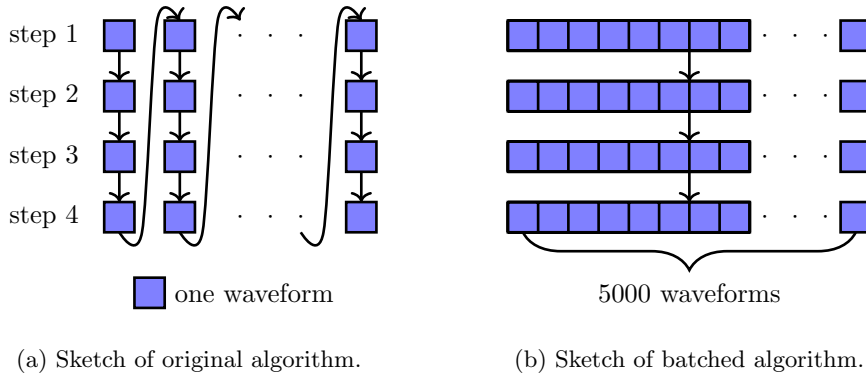 step 1
step 2
step 3
step 4
· · ·
· · ·
· · ·
· · ·
one waveform
(a) Sketch of original algorithm.
· · ·
· · ·
· · ·
· · ·
5000 waveforms
(b) Sketch of batched algorithm.